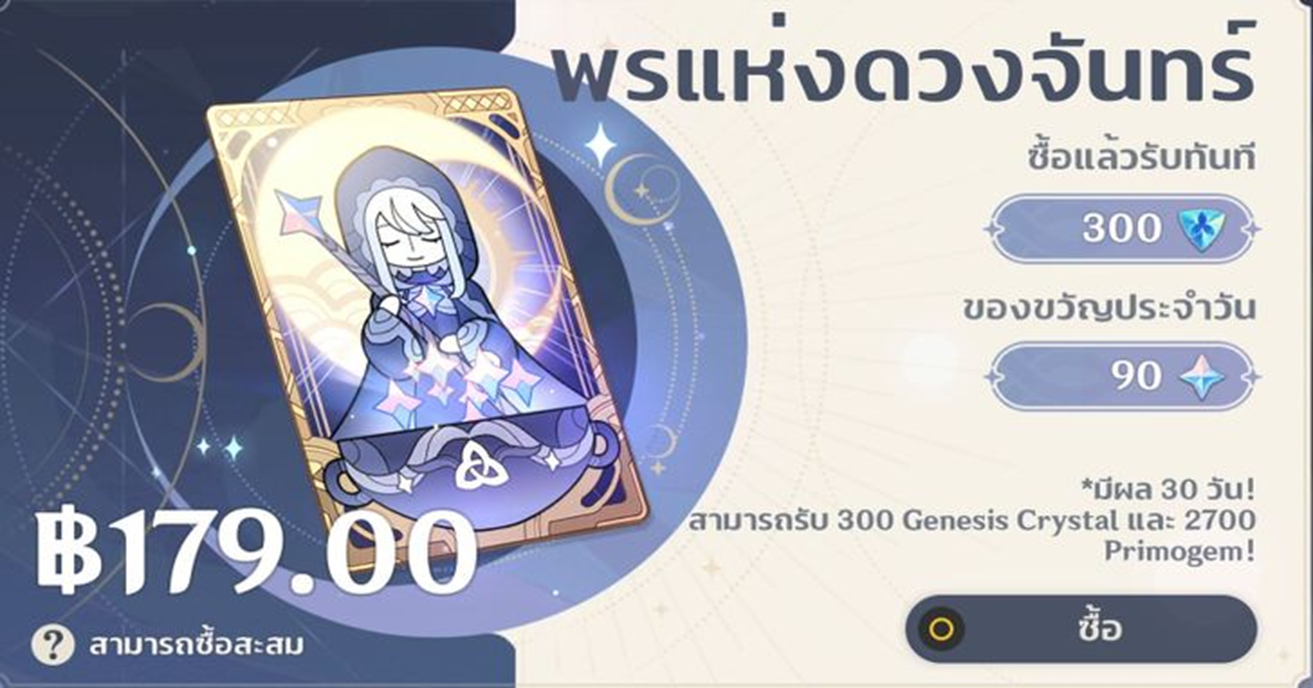 พรแห่งดวงจันทร์
ซื้อแล้วรับทันที
300
ของขวัญประจำวัน
90
*มีผล 30 วัน!
สามารถรับ 300 Genesis Crystal และ 2700
Primogem!
฿179.00
? สามารถซื้อสะสม
ซื้อ